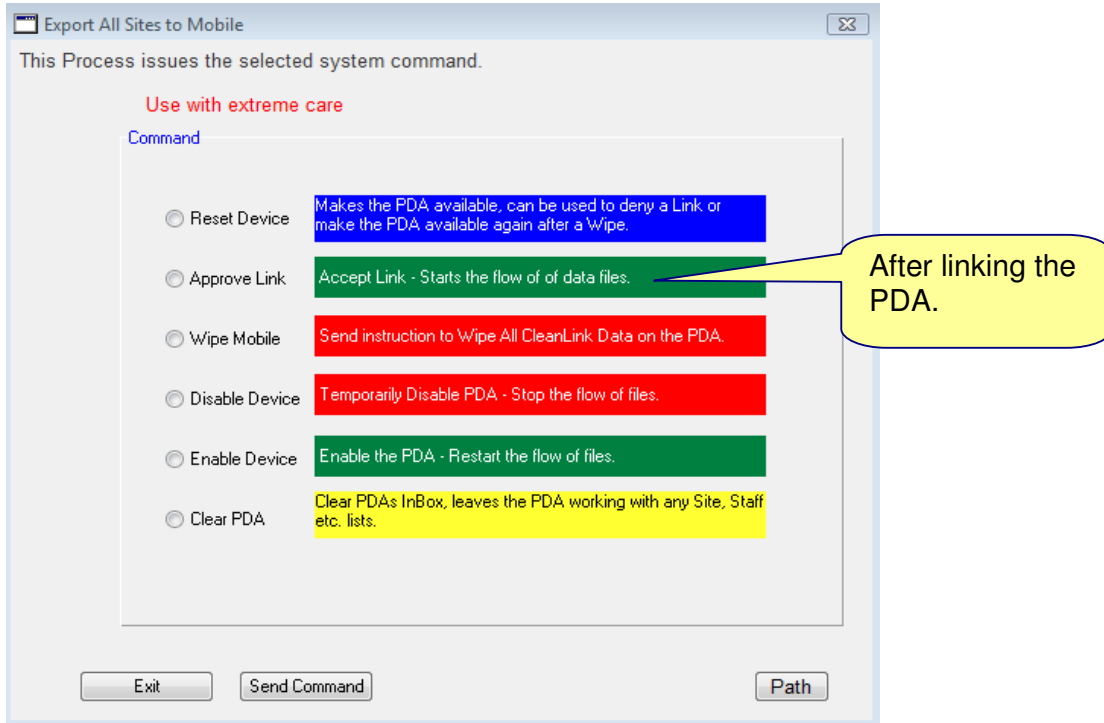 Export All Sites to Mobile
This Process issues the selected system command.
Use with extreme care
Command
Reset Device
Makes the PDA available, can be used to deny a Link or
make the PDA available again after a Wipe.
Approve Link
Accept Link - Starts the flow of of data files.
After linking the
PDA.
Wipe Mobile
Send instruction to Wipe All CleanLink Data on the PDA.
Disable Device
Temporarily Disable PDA - Stop the flow of files.
Enable Device
Enable the PDA - Restart the flow of files.
Clear PDA
Clear PDAs InBox, leaves the PDA working with any Site, Staff
etc. lists.
Exit
Send Command
Path